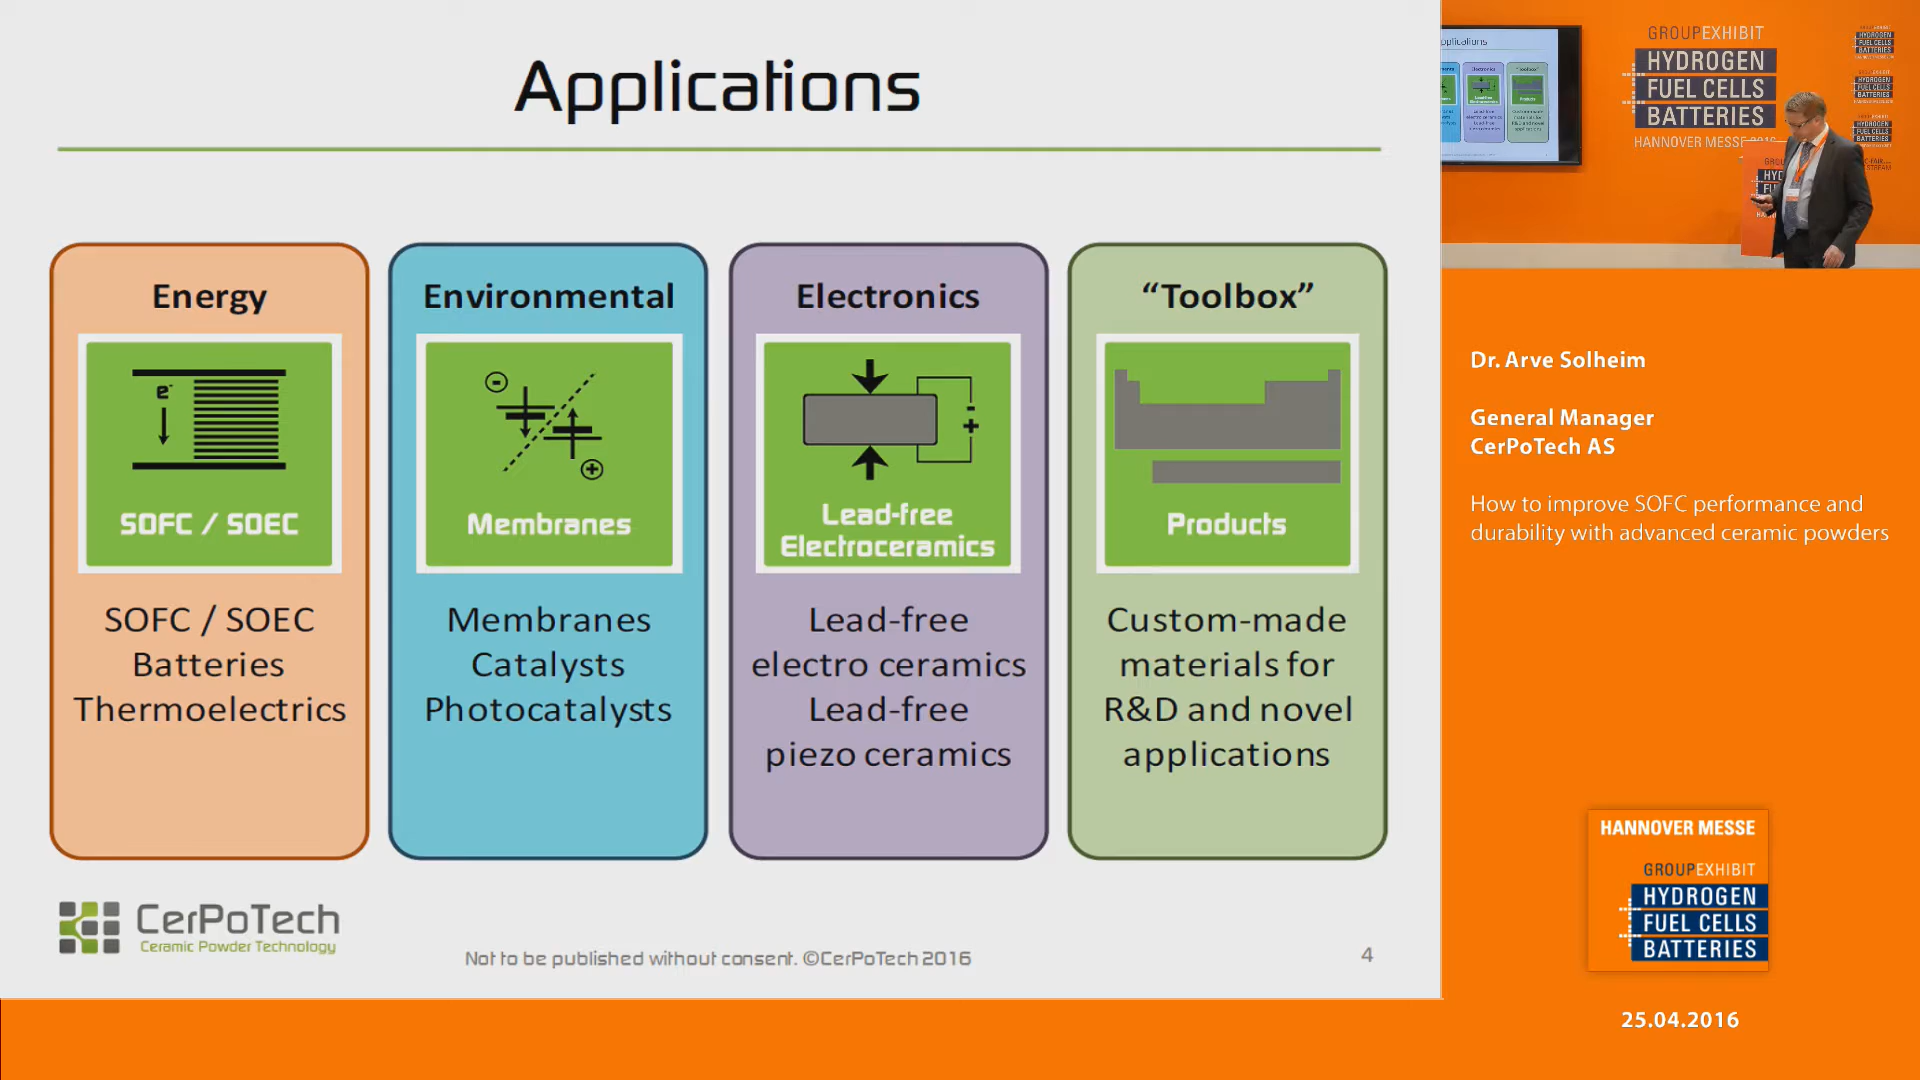 Applications
Energy
e-
SOFC / SOEC
SOFC / SOEC
Batteries
Thermoelectrics
Environmental
Membranes
Membranes
Catalysts
Photocatalysts
Electronics
Lead-free
Electroceramics
Lead-free
electro ceramics
Lead-free
piezo ceramics
“Toolbox”
Products
Custom-made
materials for
R&D and novel
applications
CerPoTech
Ceramic Powder Technology
Not to be published without consent. ©CerPoTech 2016
4
GROUPEXHIBIT
HYDROGEN
FUEL CELLS
BATTERIES
HANNOVER MESSE
Dr. Arve Solheim
General Manager
CerPoTech AS
How to improve SOFC performance and
durability with advanced ceramic powders
HANNOVER MESSE
GROUPEXHIBIT
HYDROGEN
FUEL CELLS
BATTERIES
25.04.2016